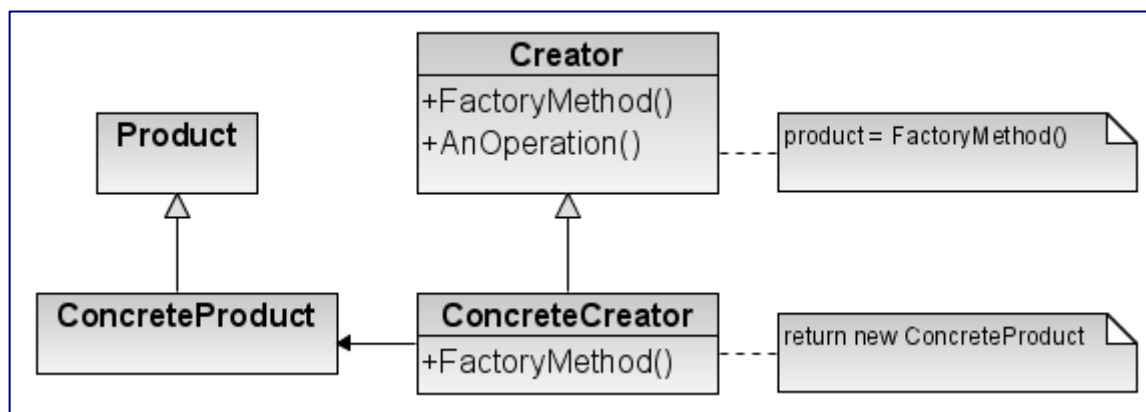 Creator
+FactoryMethod()
+AnOperation()
product = FactoryMethod()
Product
ConcreteProduct
ConcreteCreator
+FactoryMethod()
return new ConcreteProduct